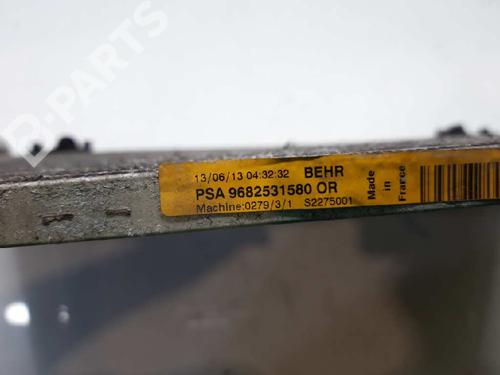 B-PARTS
13/06/13 04:32:32 BEHR
PSA 9682531580 OR
Machine:0279/3/1 S2275001
Made
in
France